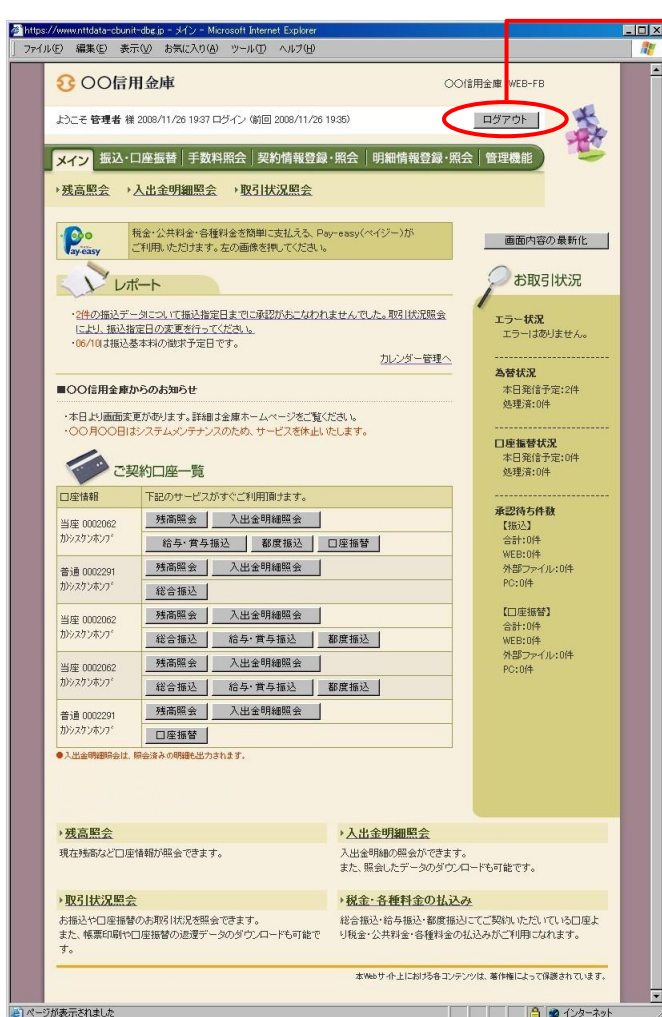 https://www.nttdata-cbunit-dbg.jp - メイン - Microsoft Internet Explorer
ファイル(F) 編集(E) 表示(V) お気に入り(A) ツール(T) ヘルプ(H)
〇〇信用金庫
〇〇信用金庫 WEB-FB
ようこそ 管理者 様 2008/11/26 19:37 ログイン (前回 2008/11/26 19:35)
ログアウト
メイン 振込・口座振替 手数料照会 契約情報登録・照会 明細情報登録・照会 管理機能
残高照会 入出金明細照会 取引状況照会
Pay-easy
税金・公共料金・各種料金を簡単に支払える、Pay-easy(ペイジー)が
ご利用いただけます。左の画像を押してください。
画面内容の最新化
レポート
・2件の振込データについて振込指定日までに承認がおこなわれませんでした。取引状況照会
により、振込指定日の変更を行ってください。
・06/10は振込基本料の徴求予定日です。
カレンダー管理へ
■〇〇信用金庫からのお知らせ
・本日より画面変更があります。詳細は金庫ホームページをご覧ください。
・〇〇月〇〇日はシステムメンテナンスのため、サービスを休止いたします。
ご契約口座一覧
口座情報 下記のサービスがすぐご利用頂けます。
当座 0002062
カ)シスケンホンプﾞ
残高照会 入出金明細照会
給与・賞与振込 都度振込 口座振替
普通 0002291
カ)シスケンホンプﾞ
残高照会 入出金明細照会
総合振込
当座 0002062
カ)シスケンホンプﾞ
残高照会 入出金明細照会
総合振込 給与・賞与振込 都度振込
当座 0002062
カ)シスケンホンプﾞ
残高照会 入出金明細照会
総合振込 給与・賞与振込 都度振込
普通 0002291
カ)シスケンホンプﾞ
残高照会 入出金明細照会
口座振替
●入出金明細照会は、照会済みの明細も出力されます。
お取引状況
エラー状況
エラーはありません。
為替状況
本日発信予定:2件
処理済:0件
口座振替状況
本日発信予定:0件
処理済:0件
承認待ち件数
【振込】
合計:0件
WEB:0件
外部ファイル:0件
PC:0件
【口座振替】
合計:0件
WEB:0件
外部ファイル:0件
PC:0件
残高照会
現在残高など口座情報が照会できます。
入出金明細照会
入出金明細の照会ができます。
また、照会したデータのダウンロードも可能です。
取引状況照会
お振込や口座振替のお取引状況を照会できます。
また、帳票印刷や口座振替の返還データのダウンロードも可能で
す。
税金・各種料金の払込み
総合振込・給与振込・都度振込にてご契約いただいている口座よ
り税金・公共料金・各種料金の払込みがご利用になれます。
本Webサイト上における各コンテンツは、著作権によって保護されています。
ページが表示されました
インターネット